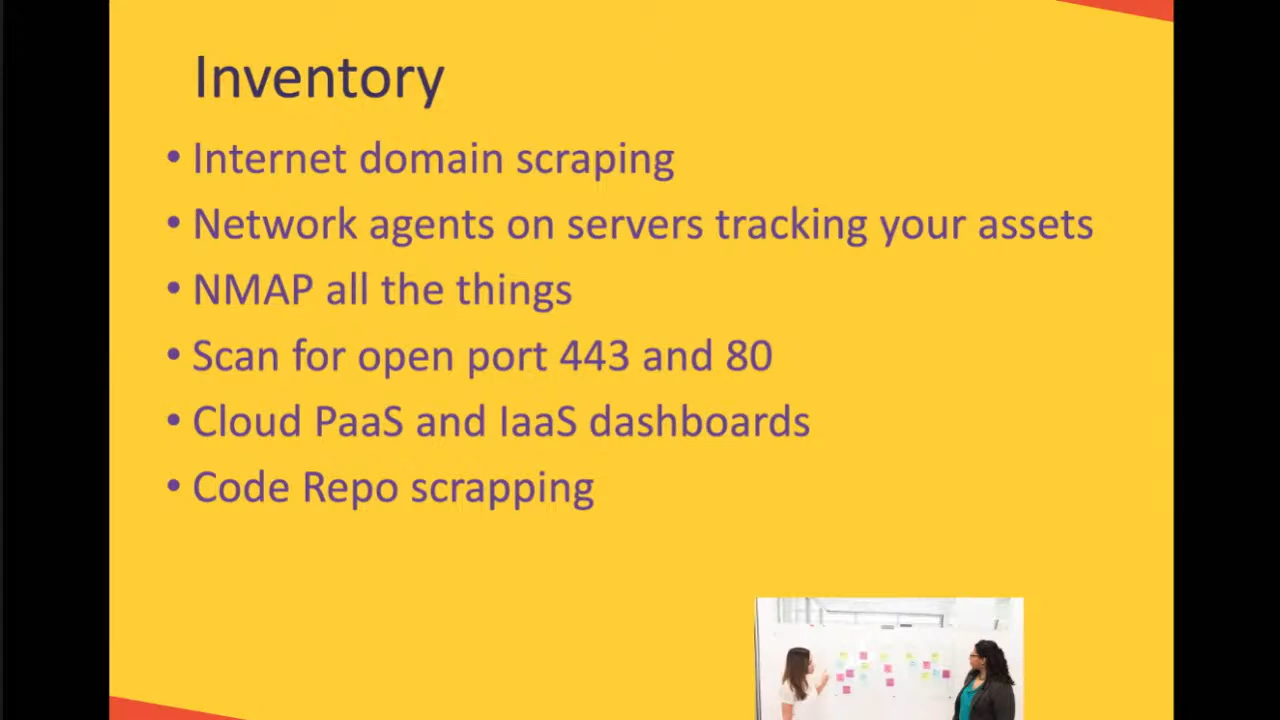 Inventory
• Internet domain scraping
• Network agents on servers tracking your assets
• NMAP all the things
• Scan for open port 443 and 80
• Cloud PaaS and IaaS dashboards
• Code Repo scrapping